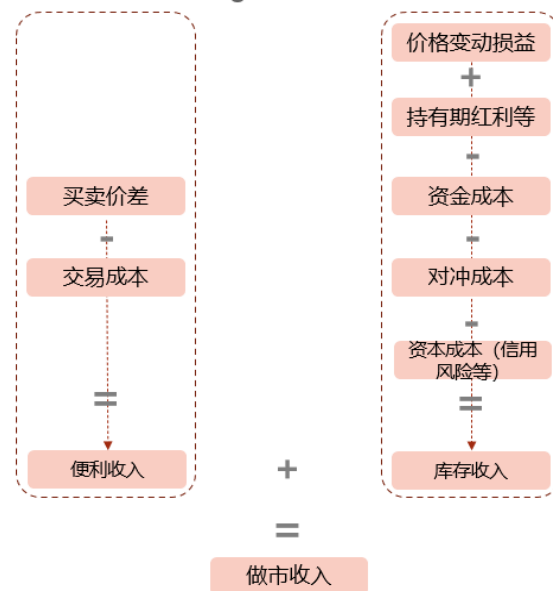 买卖价差
-
交易成本
=
便利收入
+
价格变动损益
+
持有期红利等
-
资金成本
-
对冲成本
-
资本成本（信用
风险等）
=
库存收入
=
做市收入